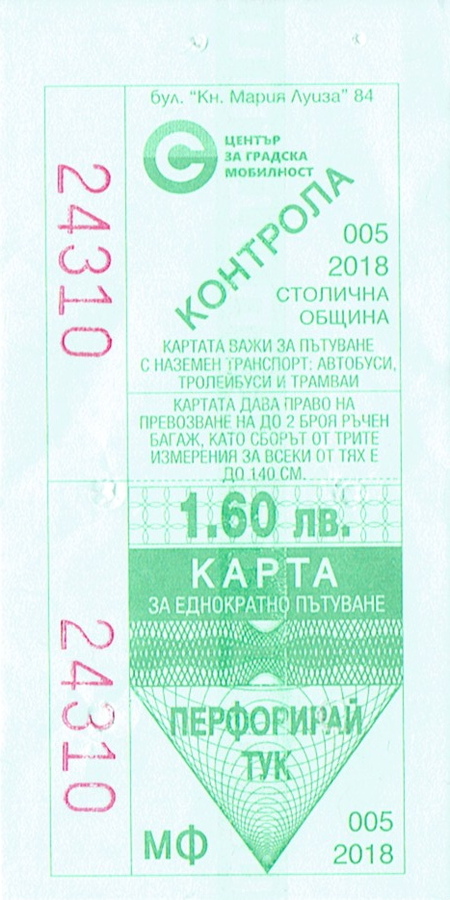 бул. "Кн. Мария Луиза" 84
ЦЕНТЪР
ЗА ГРАДСКА
МОБИЛНОСТ
КОНТРОЛА
24310
005
2018
СТОЛИЧНА
ОБЩИНА
КАРТАТА ВАЖИ ЗА ПЪТУВАНЕ
С НАЗЕМЕН ТРАНСПОРТ: АВТОБУСИ,
ТРОЛЕЙБУСИ И ТРАМВАИ
КАРТАТА ДАВА ПРАВО НА
ПРЕВОЗВАНЕ НА ДО 2 БРОЯ РЪЧЕН
БАГАЖ, КАТО СБОРЪТ ОТ ТРИТЕ
ИЗМЕРЕНИЯ ЗА ВСЕКИ ОТ ТЯХ Е
ДО 140 СМ.
1.60 лв.
КАРТА
ЗА ЕДНОКРАТНО ПЪТУВАНЕ
24310
ПЕРФОРИРАЙ
ТУК
МФ
005
2018